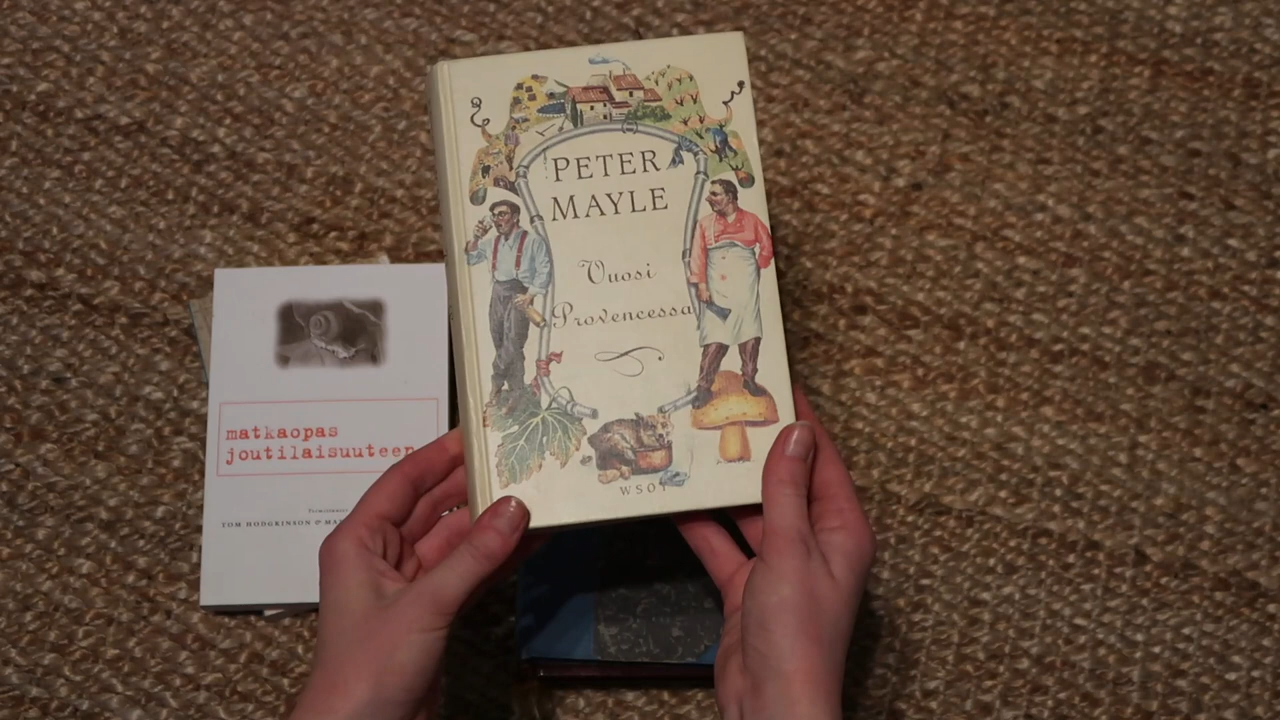 PETER
MAYLE
Vuosi
Provencessa
WSOY
matkaopas
joutilaisuuteen
TOM HODGKINSON &